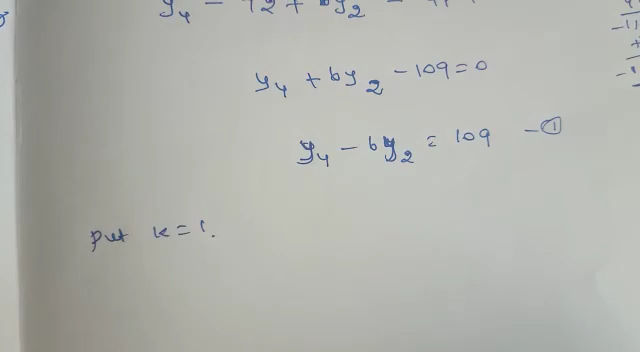 y₄ + 6y₂ - 109 = 0
y₄ - 6y₂ = 109 - ①
put k = 1.